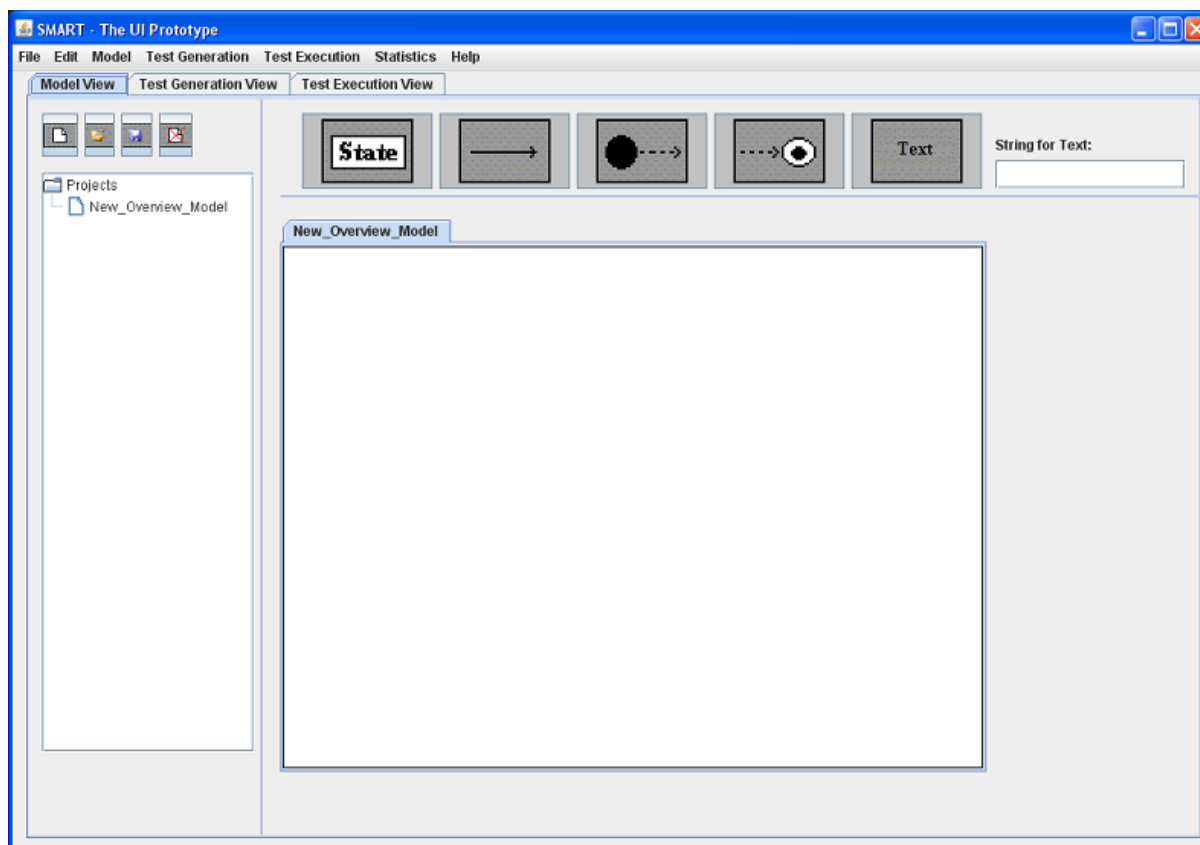 SMART - The UI Prototype
File Edit Model Test Generation Test Execution Statistics Help
Model View Test Generation View Test Execution View
State Text String for Text:
Projects
New_Overview_Model
New_Overview_Model